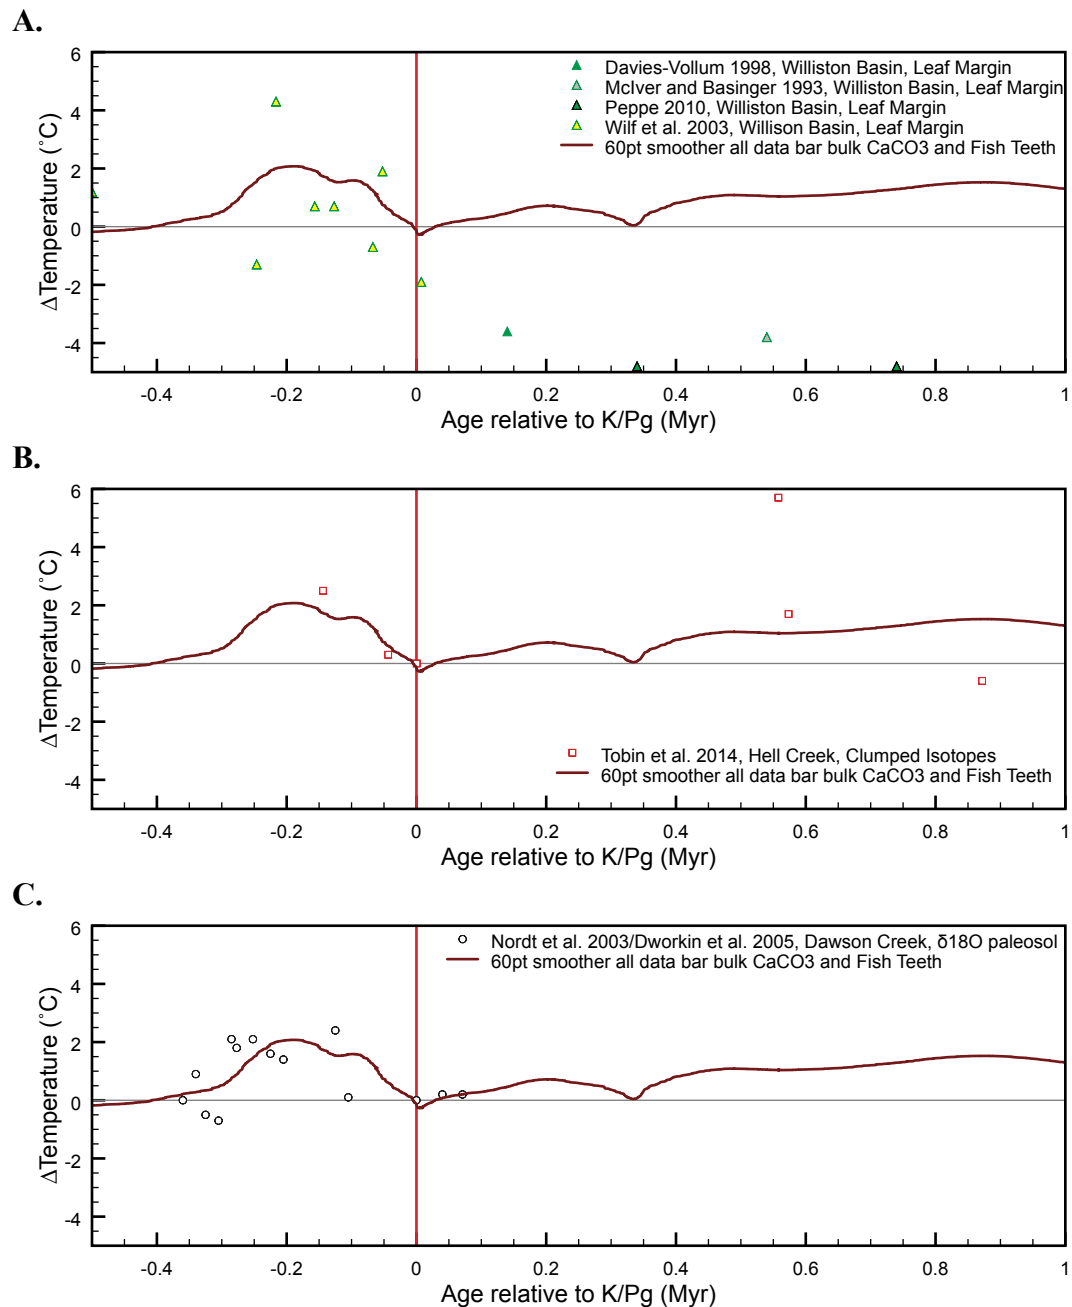 A.
6
4
2
0
-2
-4
ΔTemperature (˚C)
Davies-Vollum 1998, Williston Basin, Leaf Margin
McIver and Basinger 1993, Williston Basin, Leaf Margin
Peppe 2010, Williston Basin, Leaf Margin
Wilf et al. 2003, Willison Basin, Leaf Margin
60pt smoother all data bar bulk CaCO3 and Fish Teeth
-0.4 -0.2 0 0.2 0.4 0.6 0.8 1
Age relative to K/Pg (Myr)
B.
6
4
2
0
-2
-4
ΔTemperature (˚C)
Tobin et al. 2014, Hell Creek, Clumped Isotopes
60pt smoother all data bar bulk CaCO3 and Fish Teeth
-0.4 -0.2 0 0.2 0.4 0.6 0.8 1
Age relative to K/Pg (Myr)
C.
6
4
2
0
-2
-4
ΔTemperature (˚C)
Nordt et al. 2003/Dworkin et al. 2005, Dawson Creek, δ18O paleosol
60pt smoother all data bar bulk CaCO3 and Fish Teeth
-0.4 -0.2 0 0.2 0.4 0.6 0.8 1
Age relative to K/Pg (Myr)